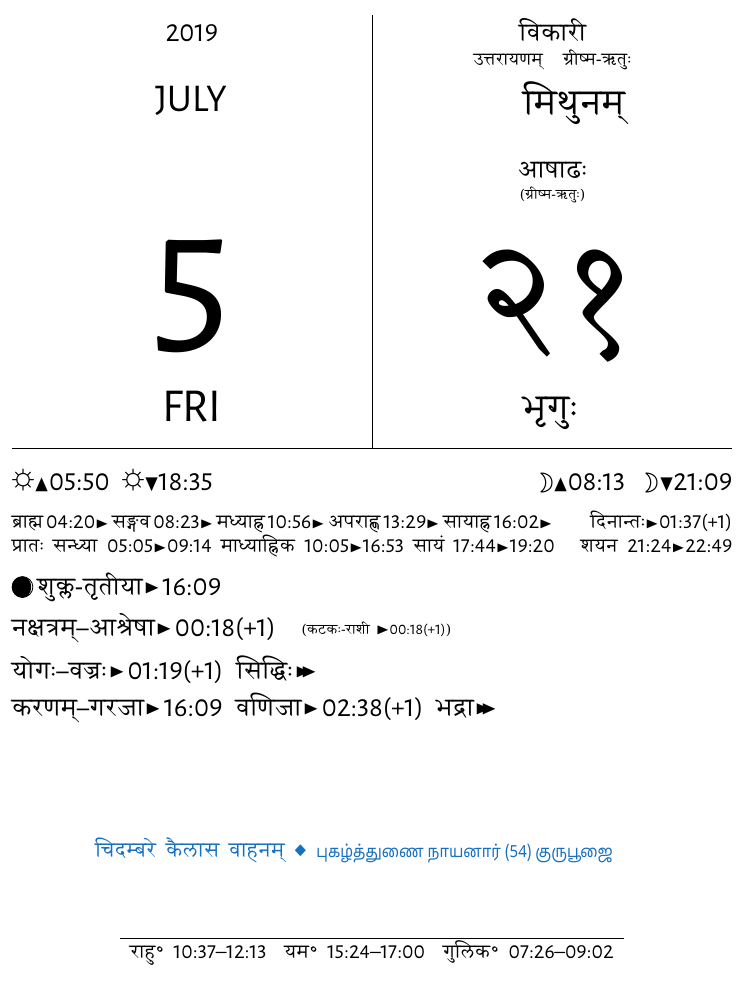 2019
JULY
5
FRI
विकारी
उत्तरायणम् ग्रीष्म-ऋतुः
मिथुनम्
आषाढः
(ग्रीष्म-ऋतुः)
२१
भृगुः
☼▲05:50 ☼▼18:35 ☽▲08:13 ☽▼21:09
ब्राह्म 04:20► सङ्गव 08:23► मध्याह्न 10:56► अपराह्ण 13:29► सायाह्न 16:02► दिनान्तः►01:37(+1)
प्रातः सन्ध्या 05:05►09:14 माध्याह्निक 10:05►16:53 सायं 17:44►19:20 शयन 21:24►22:49
शुक्ल-तृतीया►16:09
नक्षत्रम्–आश्रेषा►00:18(+1) (कटकः-राशी ►00:18(+1))
योगः–वज्रः►01:19(+1) सिद्धिः►►
करणम्–गरजा►16:09 वणिजा►02:38(+1) भद्रा►►
चिदम्बरे कैलास वाहनम् ◆ புகழ்த்துணை நாயனார் (54) குருபூஜை
राहु° 10:37–12:13 यम° 15:24–17:00 गुलिक° 07:26–09:02